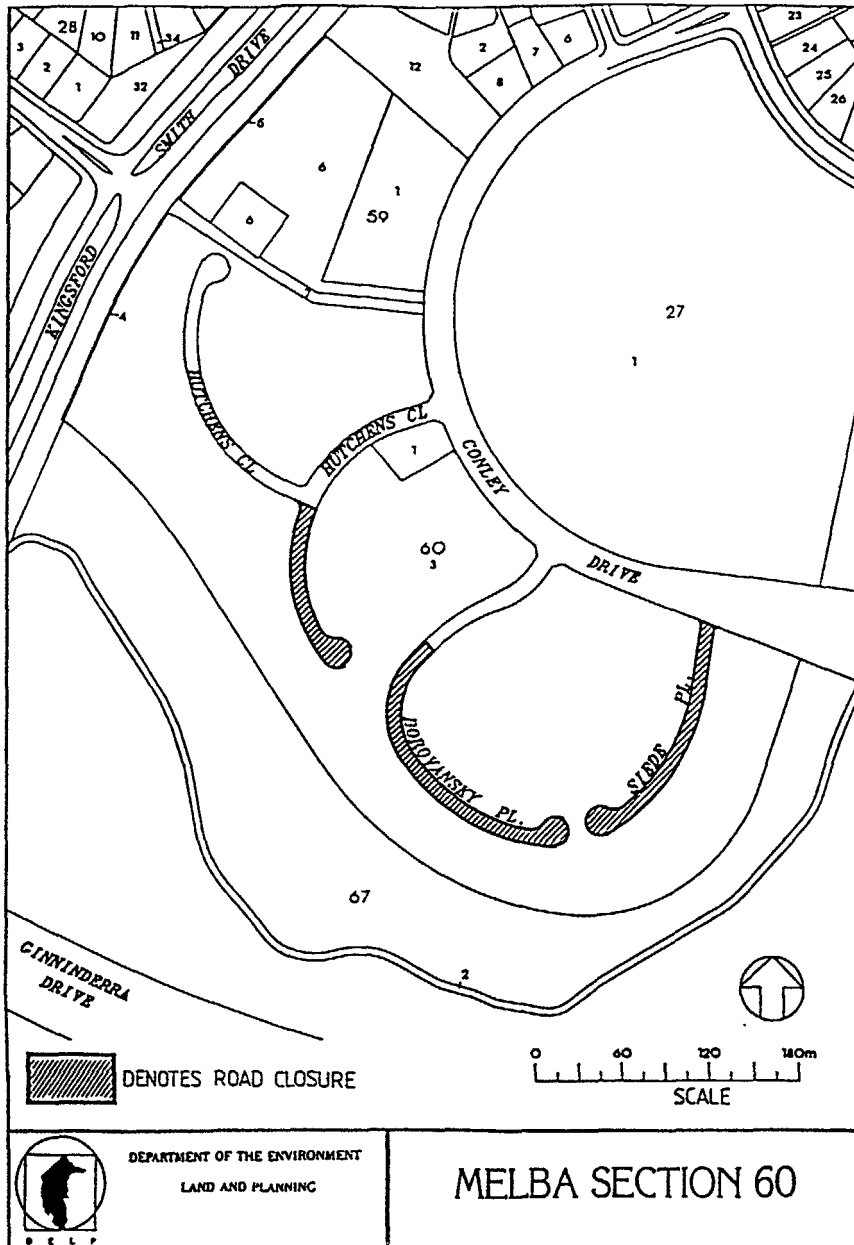 28
10
11
34
3
2
1
32
SMITH DRIVE
6
12
2
7
6
8
23
24
25
26
6
1
59
6
7
KINGSFORD
4
27
1
HUTCHENS CL
HUTCHENS CL
1
CONLEY
DRIVE
60
3
BOROVANSKY PL.
SIEDE PL.
67
2
GINNINDERRA
DRIVE
0 60 120 180m
SCALE
DENOTES ROAD CLOSURE
DEPARTMENT OF THE ENVIRONMENT
LAND AND PLANNING
D E L P
MELBA SECTION 60